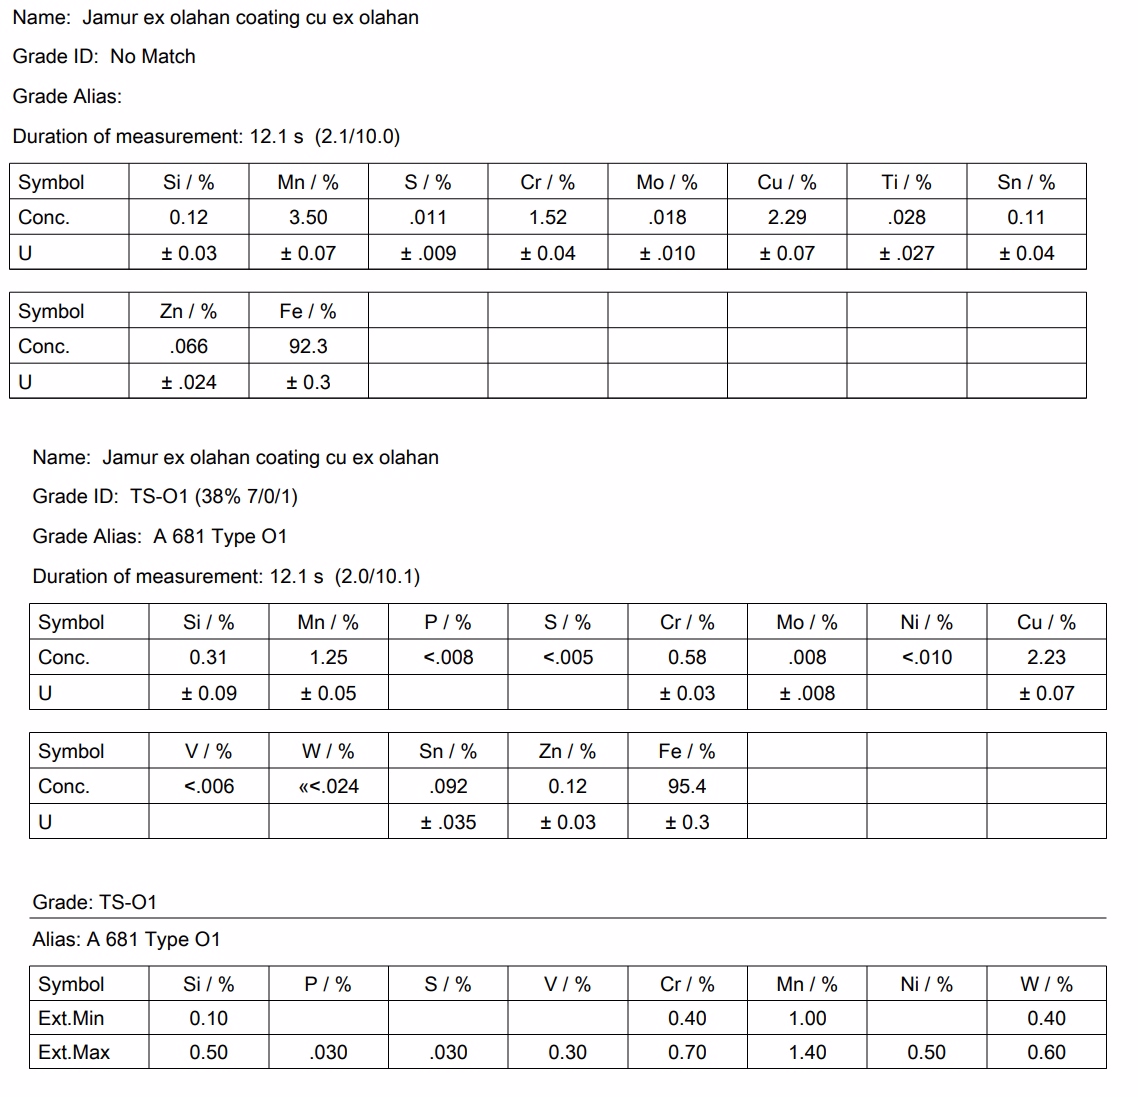 Name: Jamur ex olahan coating cu ex olahan
Grade ID: No Match
Grade Alias:
Duration of measurement: 12.1 s (2.1/10.0)
Symbol Si / % Mn / % S / % Cr / % Mo / % Cu / % Ti / % Sn / %
Conc. 0.12 3.50 .011 1.52 .018 2.29 .028 0.11
U ± 0.03 ± 0.07 ± .009 ± 0.04 ± .010 ± 0.07 ± .027 ± 0.04
Symbol Zn / % Fe / %
Conc. .066 92.3
U ± .024 ± 0.3
Name: Jamur ex olahan coating cu ex olahan
Grade ID: TS-O1 (38% 7/0/1)
Grade Alias: A 681 Type O1
Duration of measurement: 12.1 s (2.0/10.1)
Symbol Si / % Mn / % P / % S / % Cr / % Mo / % Ni / % Cu / %
Conc. 0.31 1.25 <.008 <.005 0.58 .008 <.010 2.23
U ± 0.09 ± 0.05 ± 0.03 ± .008 ± 0.07
Symbol V / % W / % Sn / % Zn / % Fe / %
Conc. <.006 «<.024 .092 0.12 95.4
U ± .035 ± 0.03 ± 0.3
Grade: TS-O1
Alias: A 681 Type O1
Symbol Si / % P / % S / % V / % Cr / % Mn / % Ni / % W / %
Ext.Min 0.10 0.40 1.00 0.40
Ext.Max 0.50 .030 .030 0.30 0.70 1.40 0.50 0.60